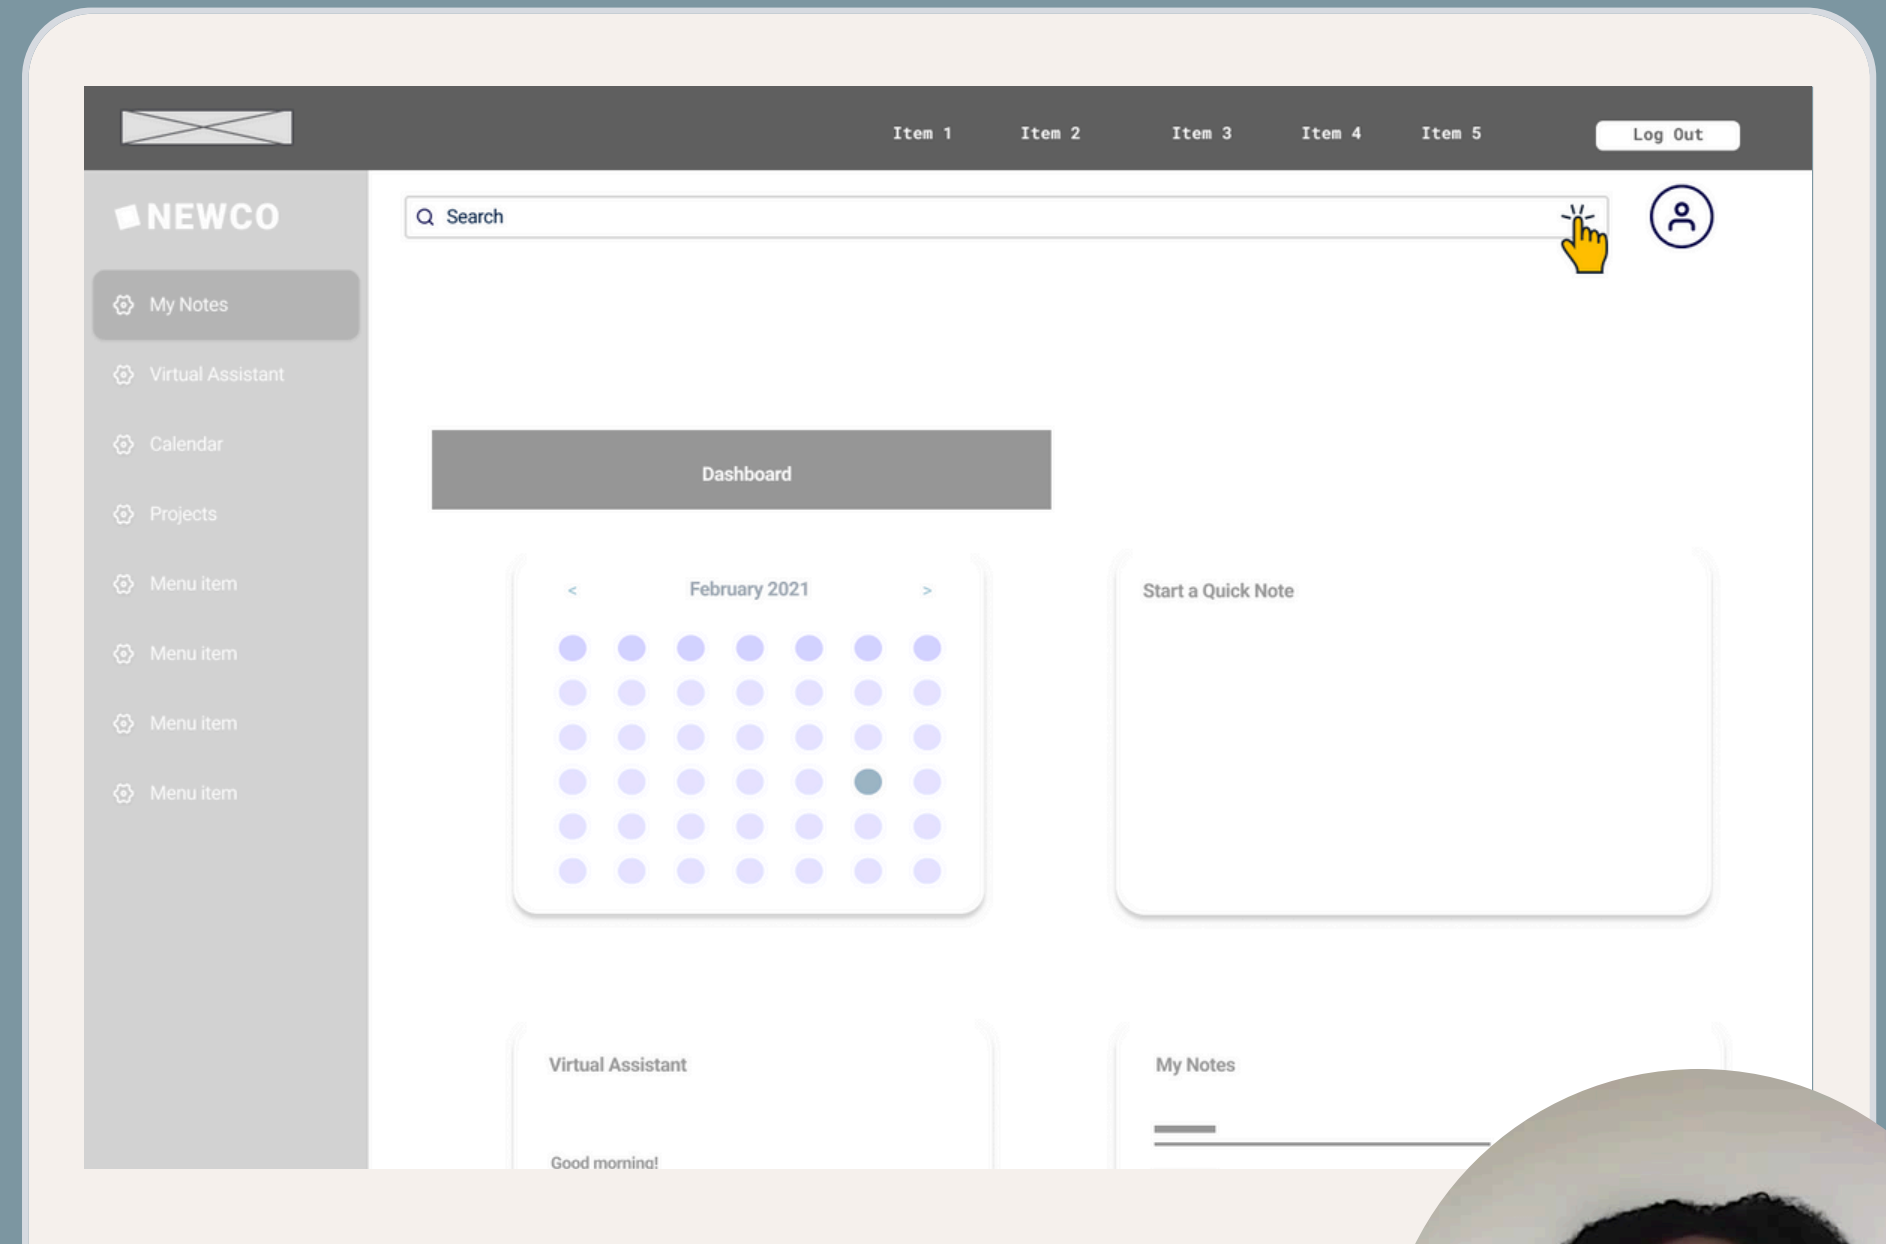 Item 1 Item 2 Item 3 Item 4 Item 5 Log Out
NEWCO
Search
My Notes
Virtual Assistant
Calendar
Projects
Menu item
Menu item
Menu item
Menu item
Dashboard
< February 2021 >
Start a Quick Note
Virtual Assistant
Good morning!
My Notes